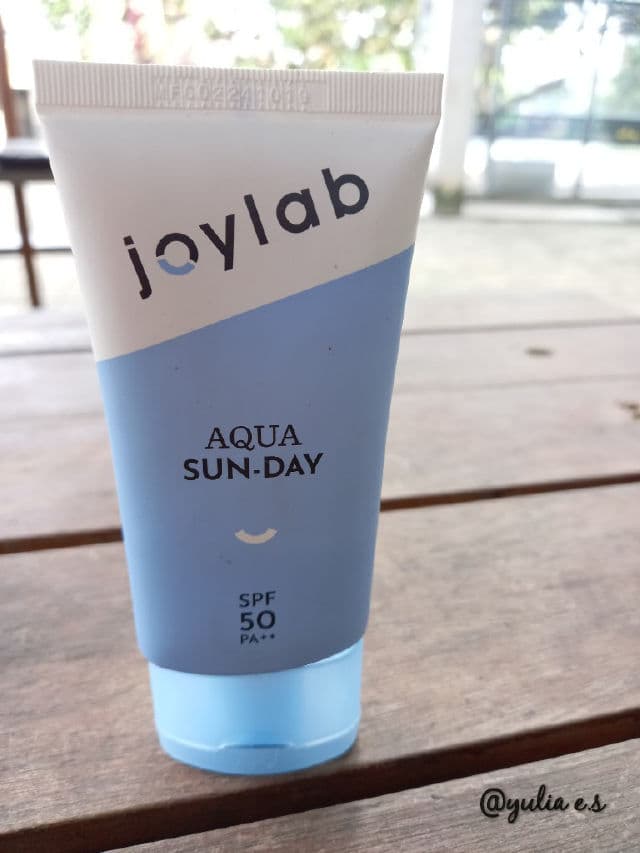 joylab
AQUA
SUN-DAY
SPF
50
PA++
@yulia e.s